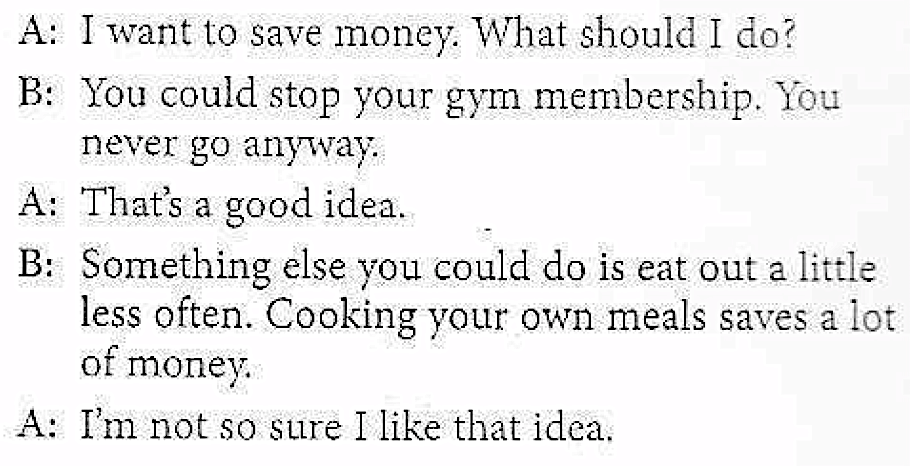 A: I want to save money. What should I do?
B: You could stop your gym membership. You
never go anyway.
A: That's a good idea.
B: Something else you could do is eat out a little
less often. Cooking your own meals saves a lot
of money.
A: I'm not so sure I like that idea.